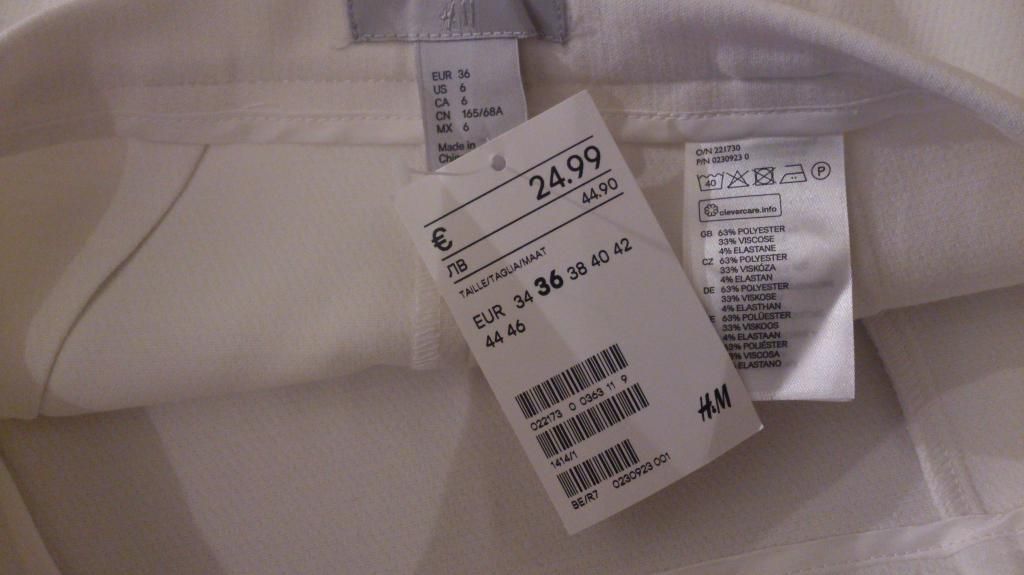 H&M
EUR 36
US 6
CA 6
CN 165/68A
MX 6
Made in
€ 24.99
ЛВ 44.90
TAILLE/TAGLIA/MAAT
EUR 34 36 38 40 42
44 46
022173 0 0363 11 9
1414/1
BE/R7 0230923 001
H&M
O/N 221730
P/N 0230923 0
40 P
clevercare.info
GB 63% POLYESTER
33% VISCOSE
4% ELASTANE
CZ 63% POLYESTER
33% VISKÓZA
4% ELASTAN
DE 63% POLYESTER
33% VISKOSE
4% ELASTHAN
63% POLÜESTER
33% VISKOOS
4% ELASTAAN
3% POLIÉSTER
% VISCOSA
ELASTANO